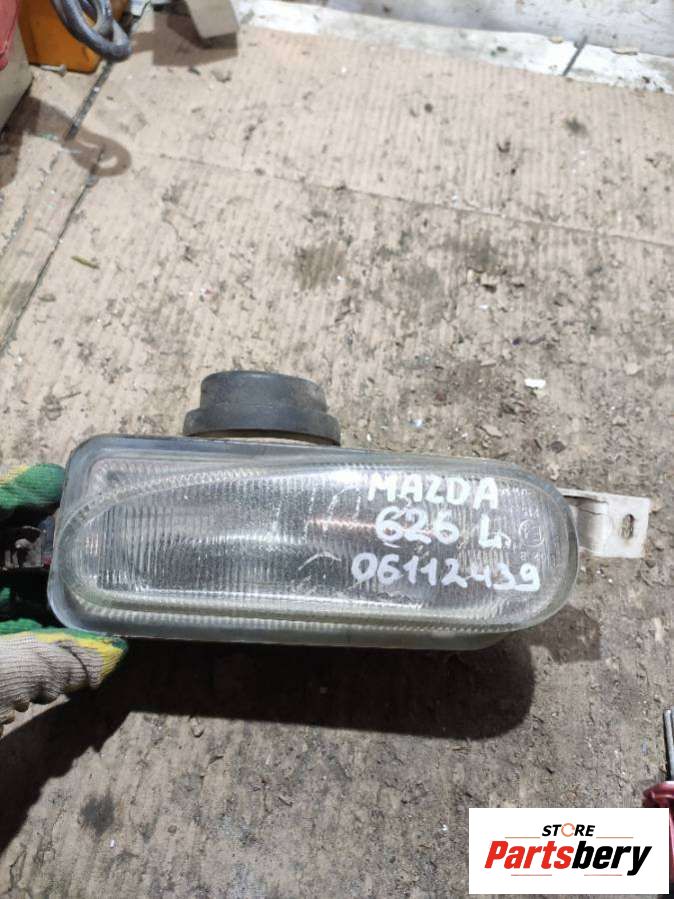 MAZDA
626 L
06112439
STORE
Partsbery